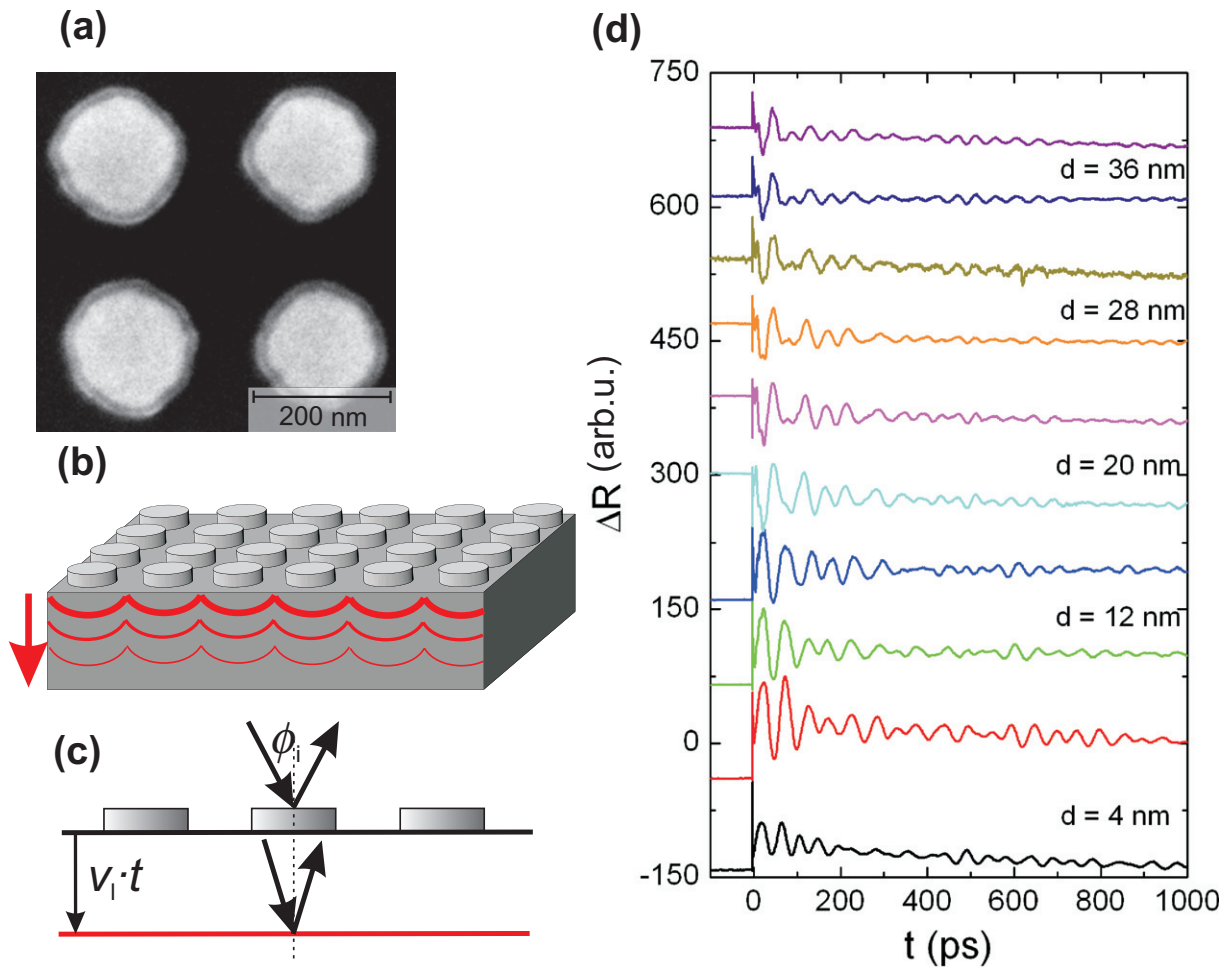 (a)
200 nm
(b)
(c)
ϕi
vl·t
(d)
750
600
450
300
150
0
-150
ΔR (arb.u.)
d = 36 nm
d = 28 nm
d = 20 nm
d = 12 nm
d = 4 nm
0 200 400 600 800 1000
t (ps)